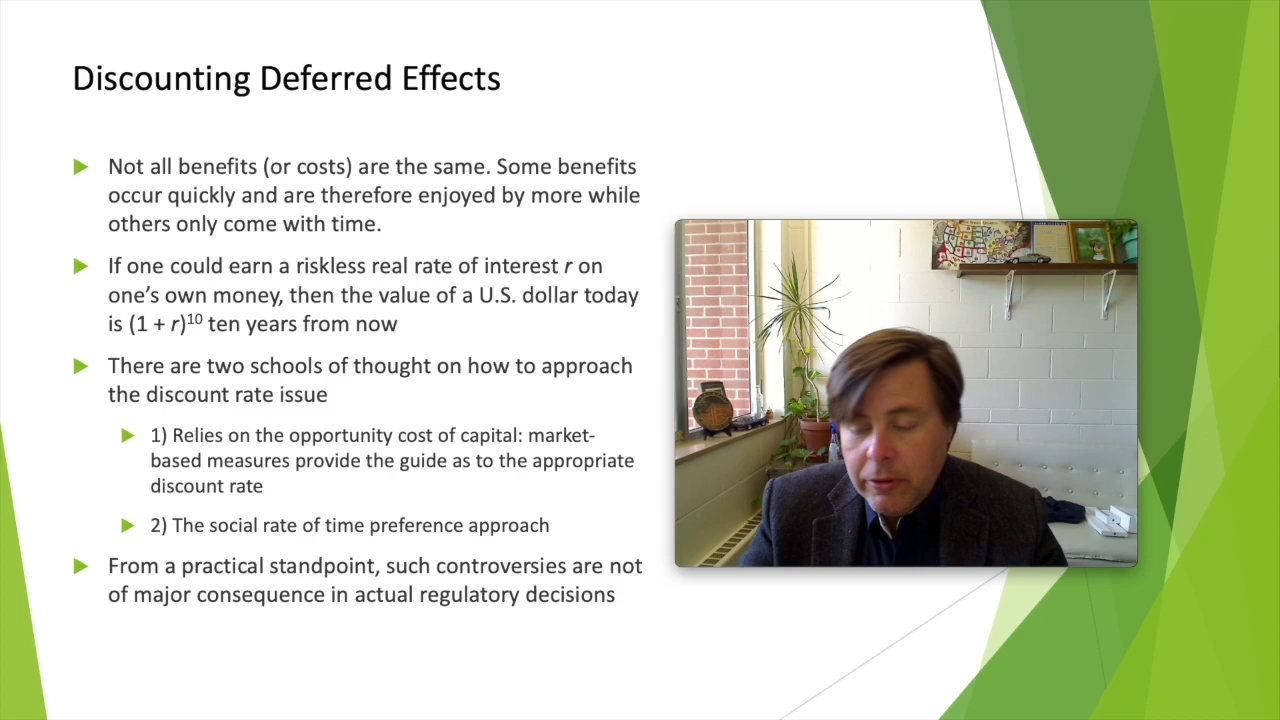 Discounting Deferred Effects
Not all benefits (or costs) are the same. Some benefits
occur quickly and are therefore enjoyed by more while
others only come with time.
If one could earn a riskless real rate of interest r on
one’s own money, then the value of a U.S. dollar today
is (1 + r)¹⁰ ten years from now
There are two schools of thought on how to approach
the discount rate issue
1) Relies on the opportunity cost of capital: market-
based measures provide the guide as to the appropriate
discount rate
2) The social rate of time preference approach
From a practical standpoint, such controversies are not
of major consequence in actual regulatory decisions